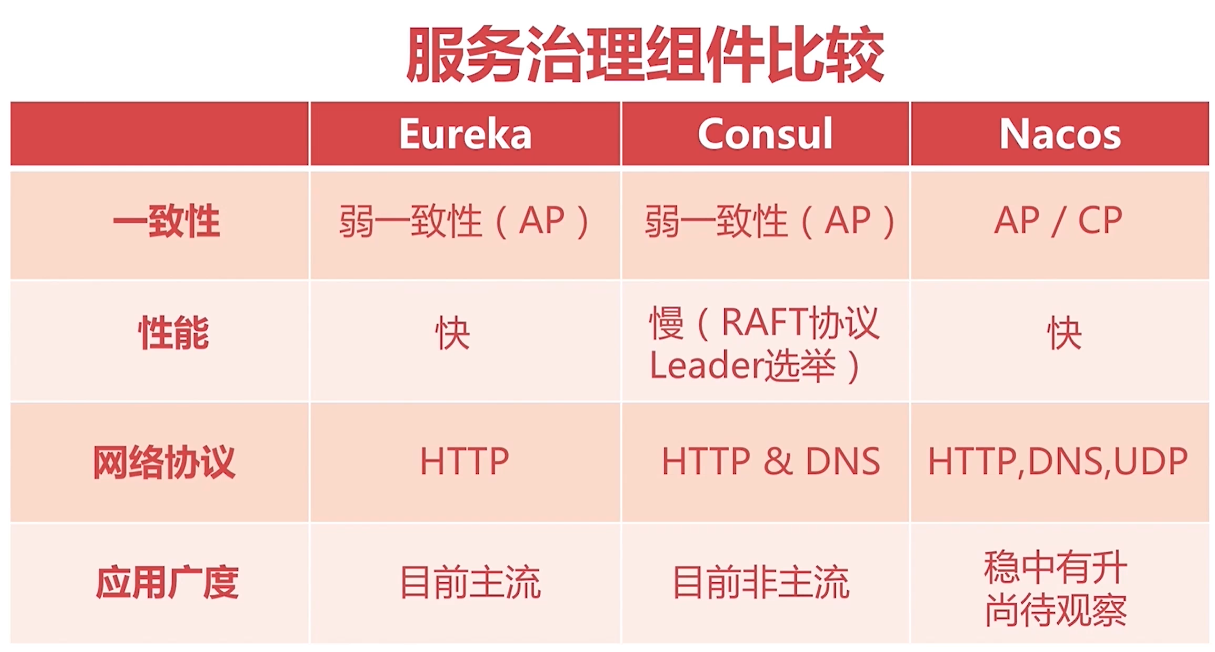 服务治理组件比较
Eureka Consul Nacos
一致性 弱一致性（AP） 弱一致性（AP） AP / CP
性能 快 慢（RAFT协议 快
Leader选举）
网络协议 HTTP HTTP & DNS HTTP,DNS,UDP
应用广度 目前主流 目前非主流 稳中有升
尚待观察